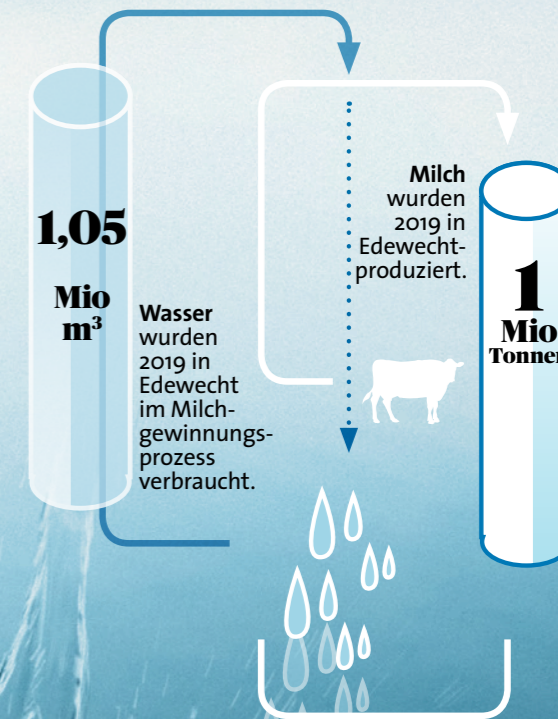 1,05
Mio
m³
Wasser
wurden
2019 in
Edewecht
im Milch-
gewinnungs-
prozess
verbraucht.
Milch
wurden
2019 in
Edewecht-
produziert.
1
Mio
Tonnen